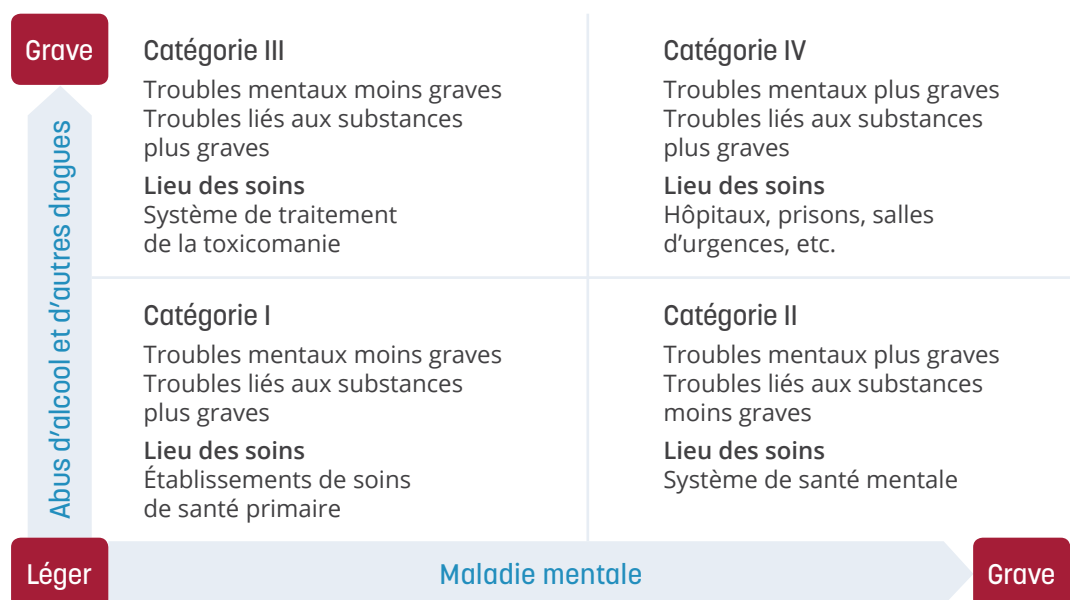 Grave
Catégorie III
Troubles mentaux moins graves
Troubles liés aux substances
plus graves
Lieu des soins
Système de traitement
de la toxicomanie
Catégorie IV
Troubles mentaux plus graves
Troubles liés aux substances
plus graves
Lieu des soins
Hôpitaux, prisons, salles
d'urgences, etc.
Abus d'alcool et d'autres drogues
Catégorie I
Troubles mentaux moins graves
Troubles liés aux substances
plus graves
Lieu des soins
Établissements de soins
de santé primaire
Catégorie II
Troubles mentaux plus graves
Troubles liés aux substances
moins graves
Lieu des soins
Système de santé mentale
Léger
Maladie mentale
Grave